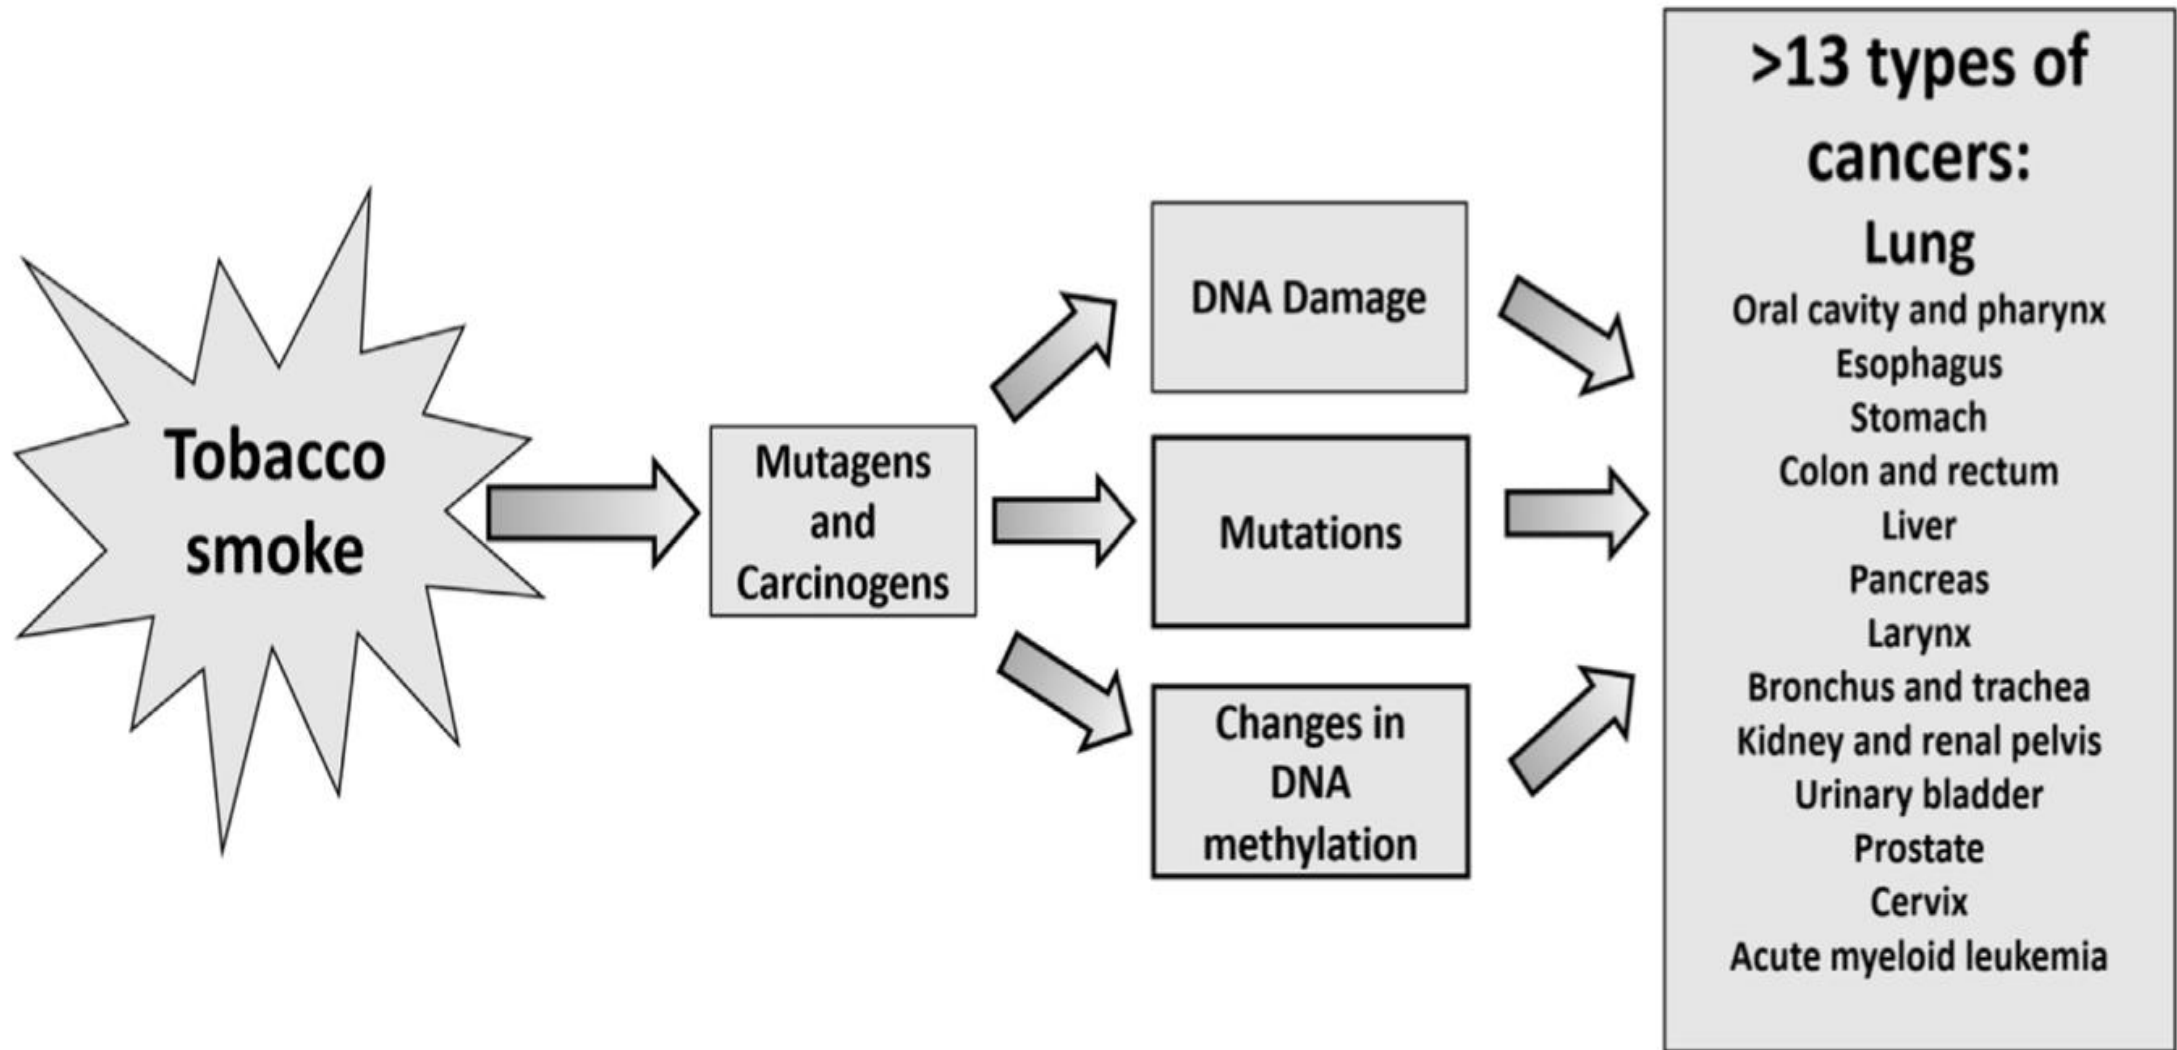 Tobacco
smoke
Mutagens
and
Carcinogens
DNA Damage
Mutations
Changes in
DNA
methylation
>13 types of
cancers:
Lung
Oral cavity and pharynx
Esophagus
Stomach
Colon and rectum
Liver
Pancreas
Larynx
Bronchus and trachea
Kidney and renal pelvis
Urinary bladder
Prostate
Cervix
Acute myeloid leukemia